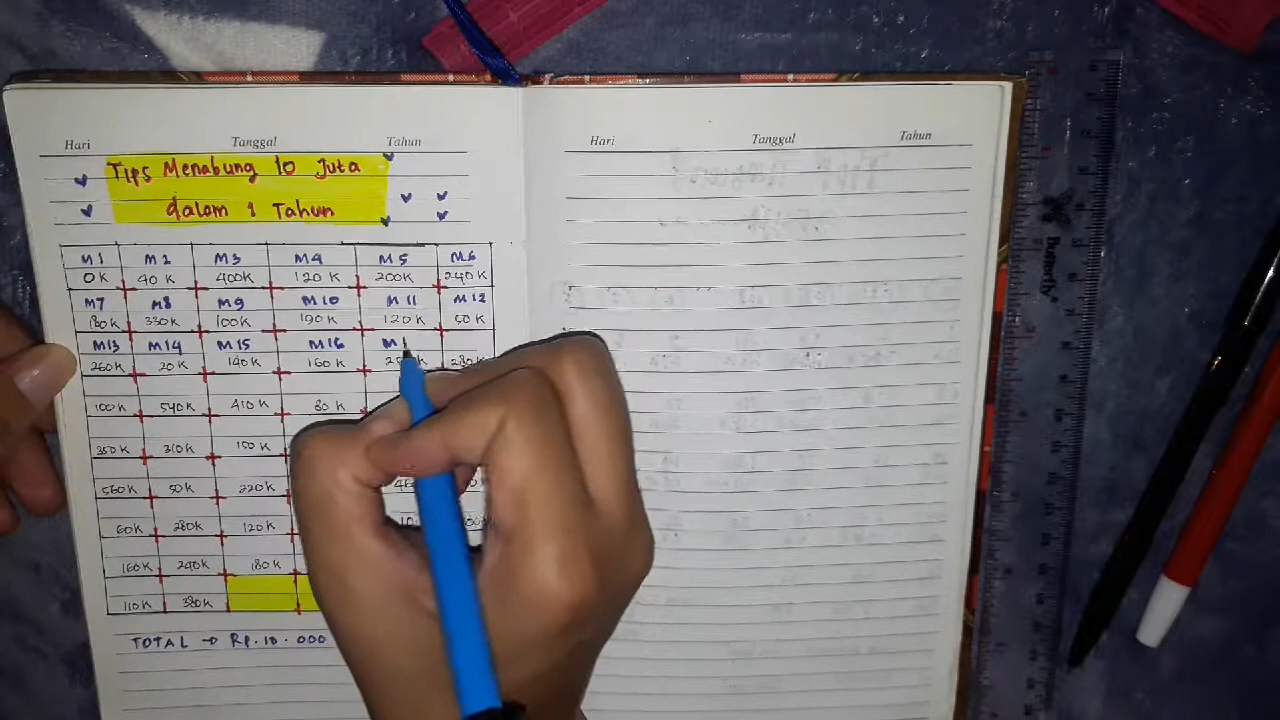 Hari Tanggal Tahun
Tips Menabung 10 Juta
dalam 1 Tahun
M1 M2 M3 M4 M5 M6
0K 40K 400K 120K 200K 240K
M7 M8 M9 M10 M11 M12
330K 100K 190K 120K 50K
M13 M14 M15 M16 M1
260K 20K 140K 160K 280K
100K 540K 410K 80K
350K 310K 150K
560K 50K 220K
60K 280K 120K
160K 240K 180K
110K 380K
TOTAL → Rp. 10.000
Hari Tanggal Tahun
Butterfly